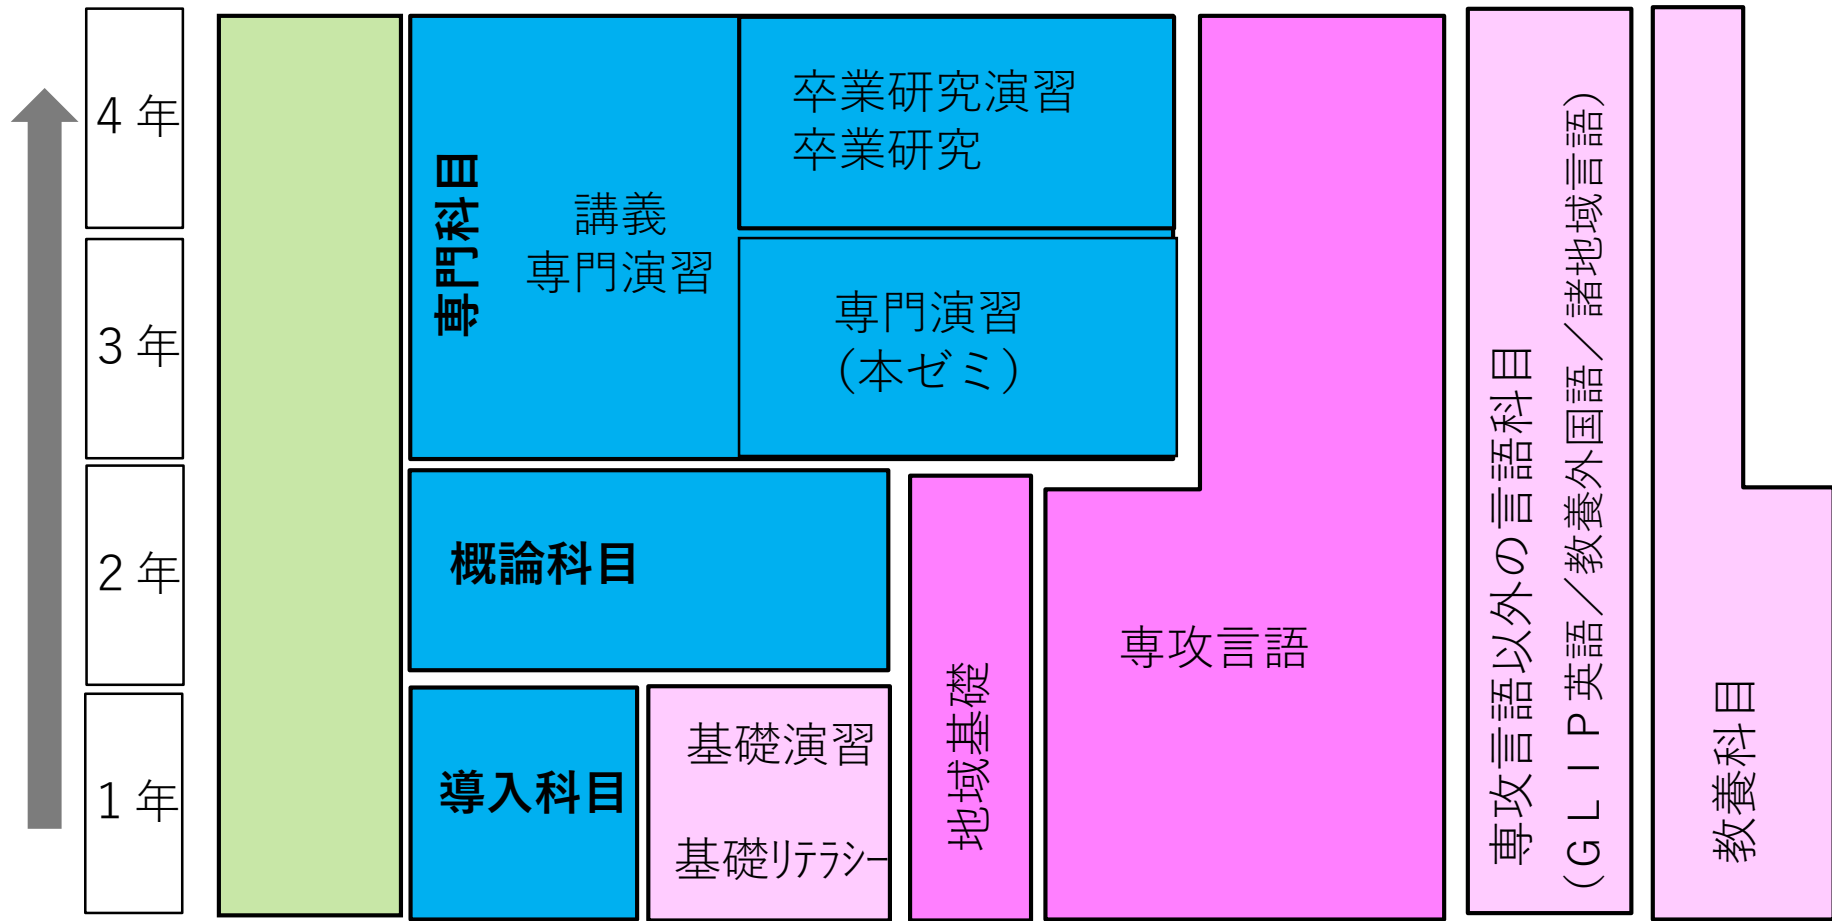 4年
3年
2年
1年
専門科目
講義
専門演習
卒業研究演習
卒業研究
専門演習
（本ゼミ）
概論科目
導入科目
基礎演習
基礎リテラシー
地域基礎
専攻言語
専攻言語以外の言語科目
（ＧＬＩＰ英語／教養外国語／諸地域言語）
教養科目